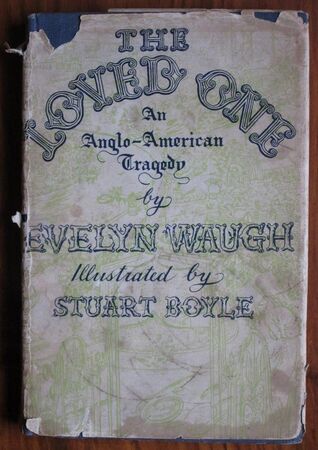 THE
LOVED ONE
An
Anglo-American
Tragedy
by
EVELYN WAUGH
Illustrated by
STUART BOYLE